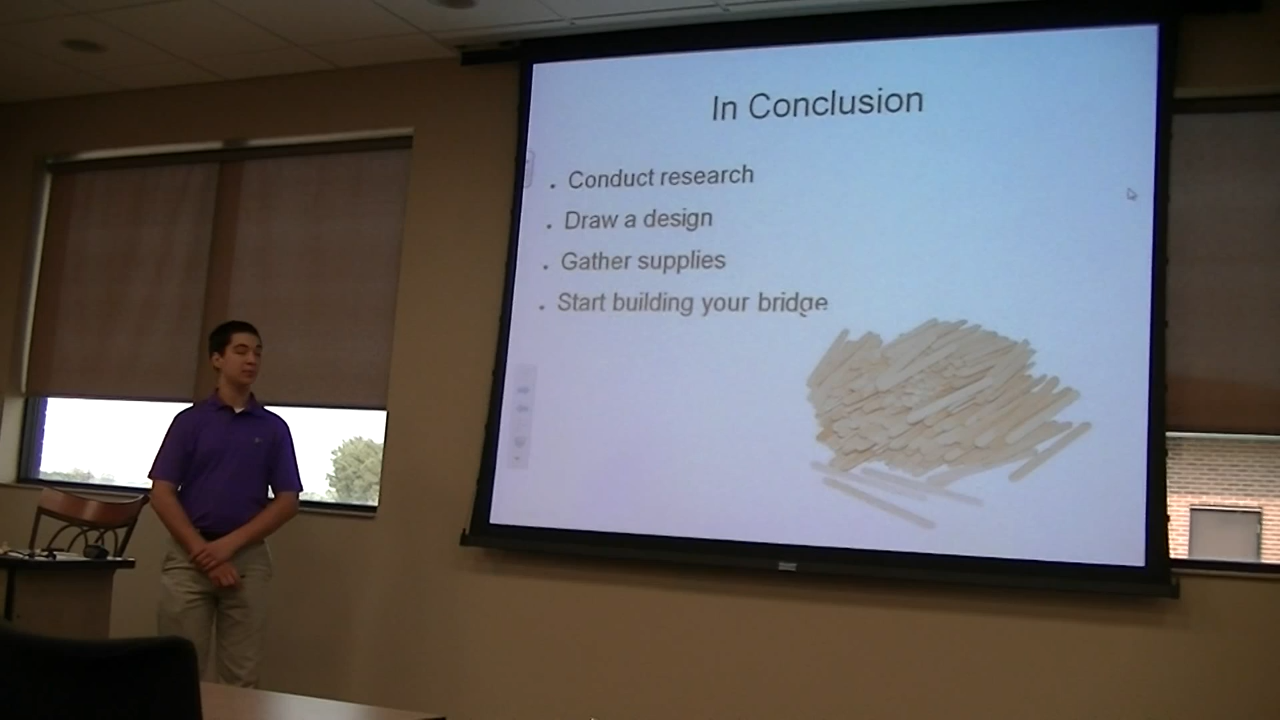 In Conclusion
Conduct research
Draw a design
Gather supplies
Start building your bridge